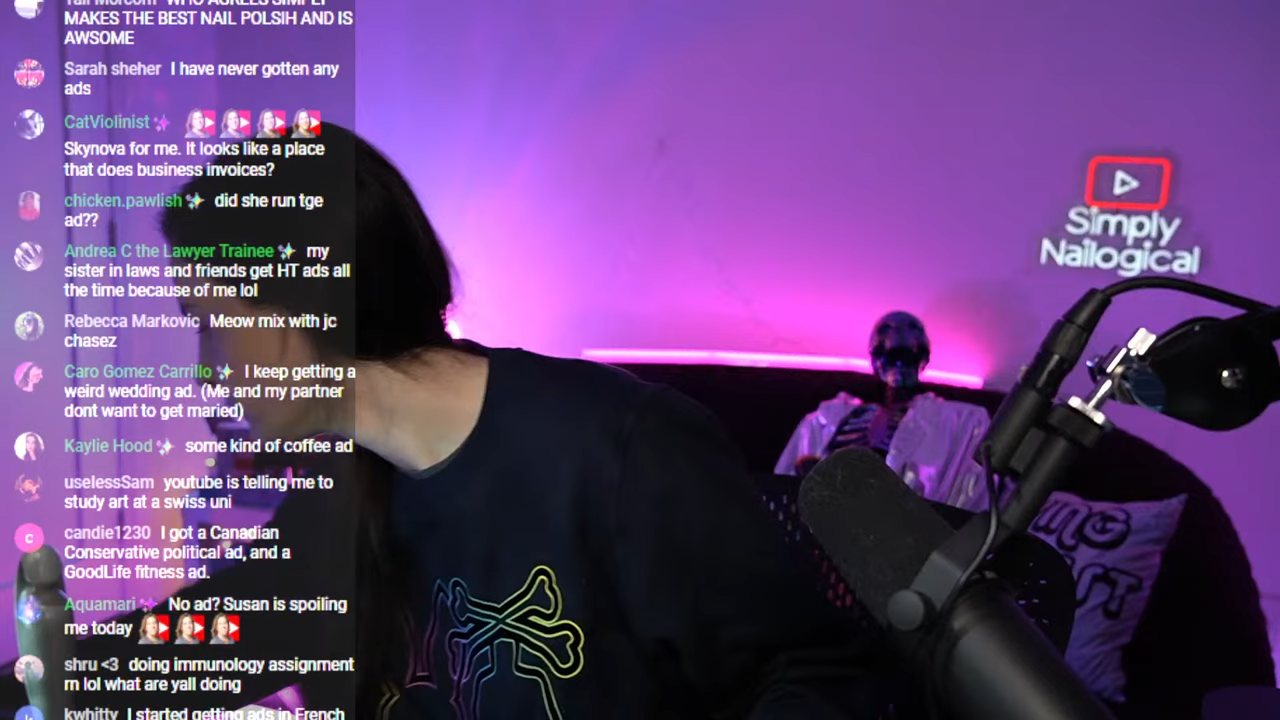 MAKES THE BEST NAIL POLSIH AND IS
AWSOME
Sarah sheher I have never gotten any
ads
CatViolinist
Skynova for me. It looks like a place
that does business invoices?
chicken.pawlish did she run tge
ad??
Andrea C the Lawyer Trainee my
sister in laws and friends get HT ads all
the time because of me lol
Rebecca Markovic Meow mix with jc
chasez
Caro Gomez Carrillo I keep getting a
weird wedding ad. (Me and my partner
dont want to get maried)
Kaylie Hood some kind of coffee ad
uselessSam youtube is telling me to
study art at a swiss uni
candie1230 I got a Canadian
Conservative political ad, and a
GoodLife fitness ad.
Aquamari No ad? Susan is spoiling
me today
shru <3 doing immunology assignment
rn lol what are yall doing
kwhitty I started getting ads in French
Simply
Nailogical